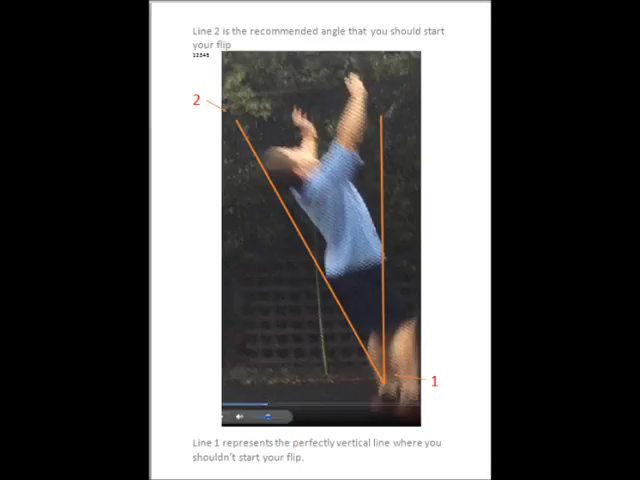 Line 2 is the recommended angle that you should start
your flip
12345
2
1
Line 1 represents the perfectly vertical line where you
shouldn't start your flip.